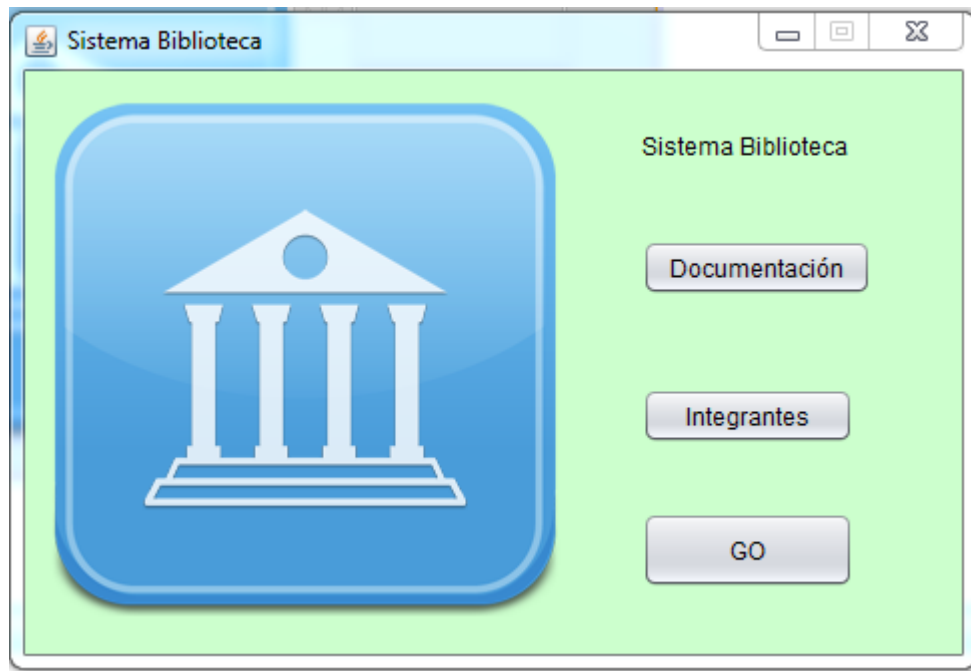 Sistema Biblioteca
Sistema Biblioteca
Documentación
Integrantes
GO